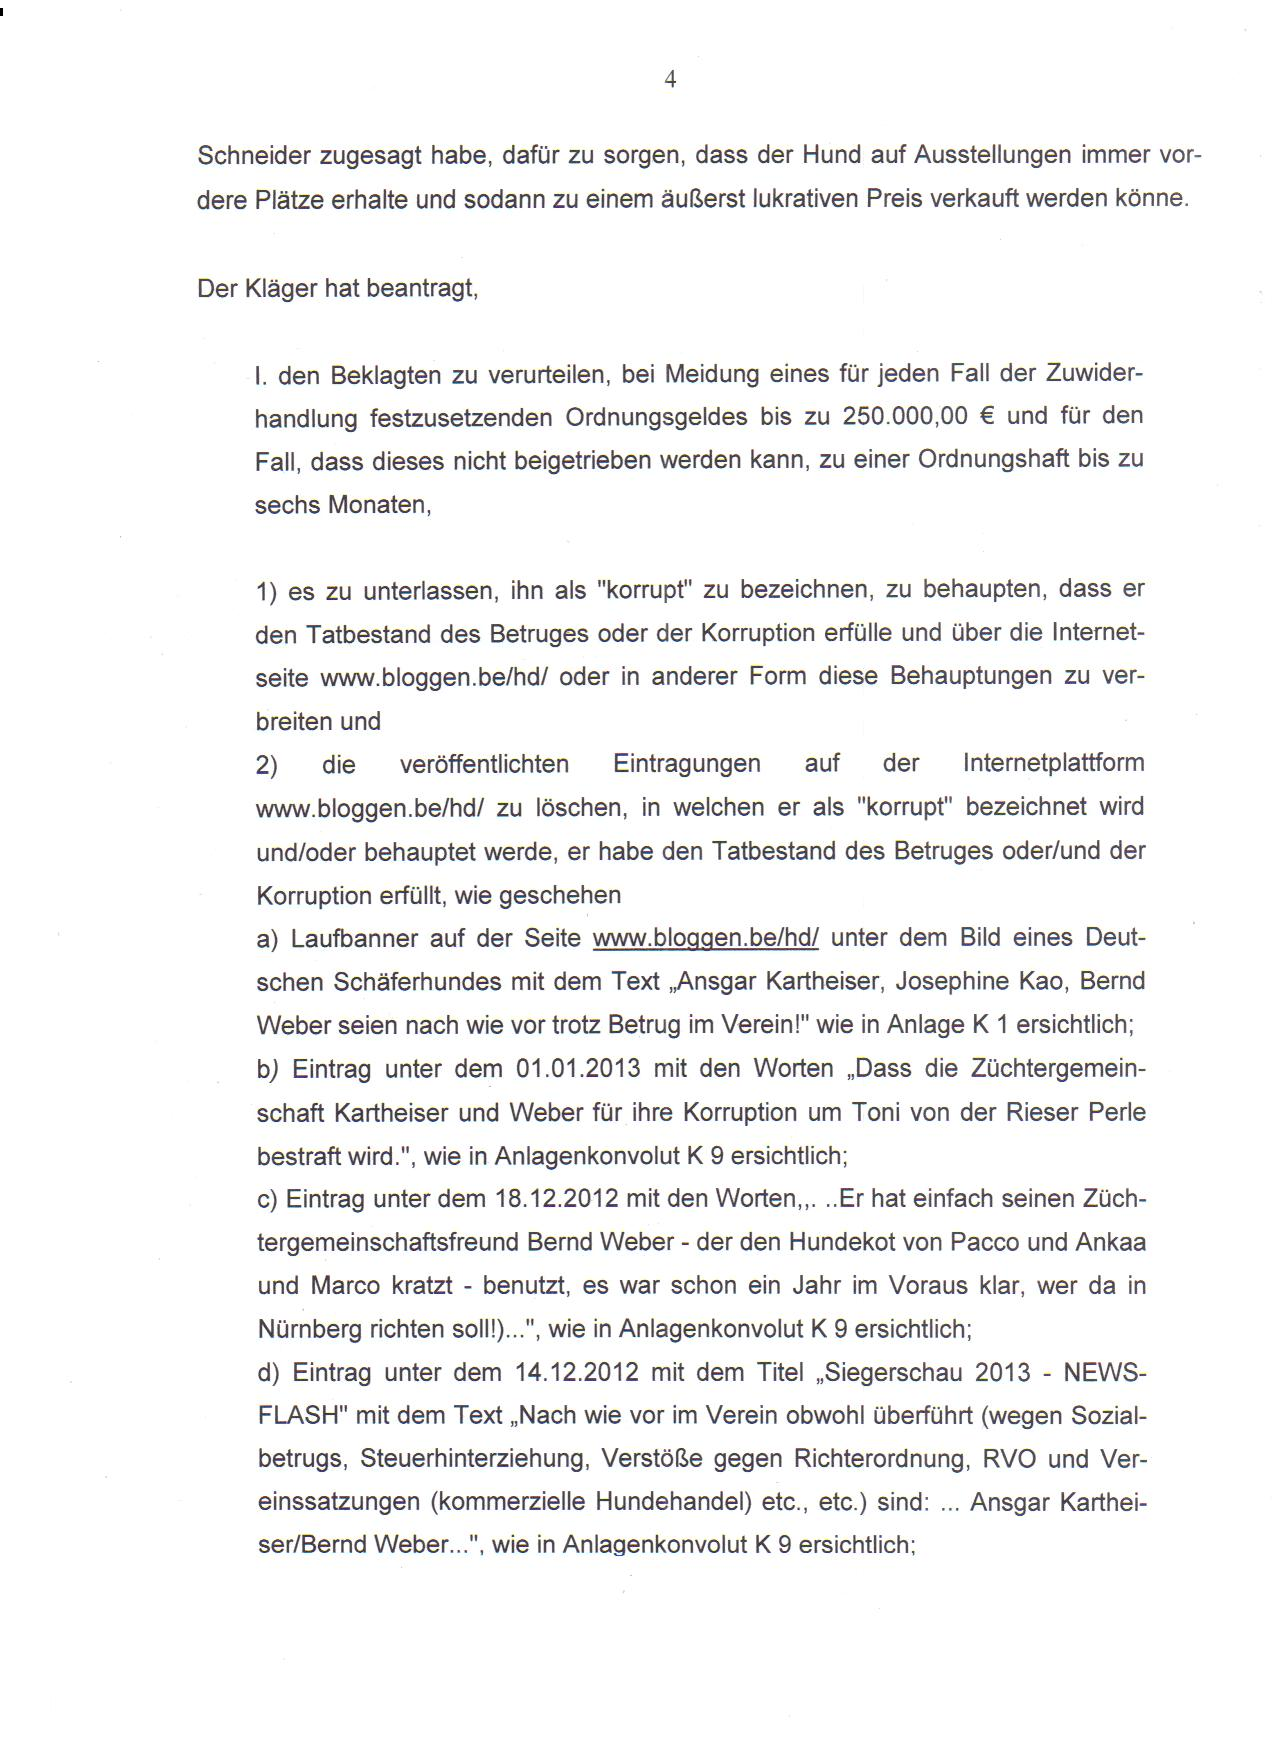 4
Schneider zugesagt habe, dafür zu sorgen, dass der Hund auf Ausstellungen immer vor-
dere Plätze erhalte und sodann zu einem äußerst lukrativen Preis verkauft werden könne.
Der Kläger hat beantragt,
I. den Beklagten zu verurteilen, bei Meidung eines für jeden Fall der Zuwider-
handlung festzusetzenden Ordnungsgeldes bis zu 250.000,00 € und für den
Fall, dass dieses nicht beigetrieben werden kann, zu einer Ordnungshaft bis zu
sechs Monaten,
1) es zu unterlassen, ihn als "korrupt" zu bezeichnen, zu behaupten, dass er
den Tatbestand des Betruges oder der Korruption erfülle und über die Internet-
seite www.bloggen.be/hd/ oder in anderer Form diese Behauptungen zu ver-
breiten und
2) die veröffentlichten Eintragungen auf der Internetplattform
www.bloggen.be/hd/ zu löschen, in welchen er als "korrupt" bezeichnet wird
und/oder behauptet werde, er habe den Tatbestand des Betruges oder/und der
Korruption erfüllt, wie geschehen
a) Laufbanner auf der Seite www.bloggen.be/hd/ unter dem Bild eines Deut-
schen Schäferhundes mit dem Text „Ansgar Kartheiser, Josephine Kao, Bernd
Weber seien nach wie vor trotz Betrug im Verein!" wie in Anlage K 1 ersichtlich;
b) Eintrag unter dem 01.01.2013 mit den Worten „Dass die Züchtergemein-
schaft Kartheiser und Weber für ihre Korruption um Toni von der Rieser Perle
bestraft wird.", wie in Anlagenkonvolut K 9 ersichtlich;
c) Eintrag unter dem 18.12.2012 mit den Worten,,. ..Er hat einfach seinen Züch-
tergemeinschaftsfreund Bernd Weber - der den Hundekot von Pacco und Ankaa
und Marco kratzt - benutzt, es war schon ein Jahr im Voraus klar, wer da in
Nürnberg richten soll!)...", wie in Anlagenkonvolut K 9 ersichtlich;
d) Eintrag unter dem 14.12.2012 mit dem Titel „Siegerschau 2013 - NEWS-
FLASH" mit dem Text „Nach wie vor im Verein obwohl überführt (wegen Sozial-
betrugs, Steuerhinterziehung, Verstöße gegen Richterordnung, RVO und Ver-
einssatzungen (kommerzielle Hundehandel) etc., etc.) sind: ... Ansgar Karthei-
ser/Bernd Weber...", wie in Anlagenkonvolut K 9 ersichtlich;